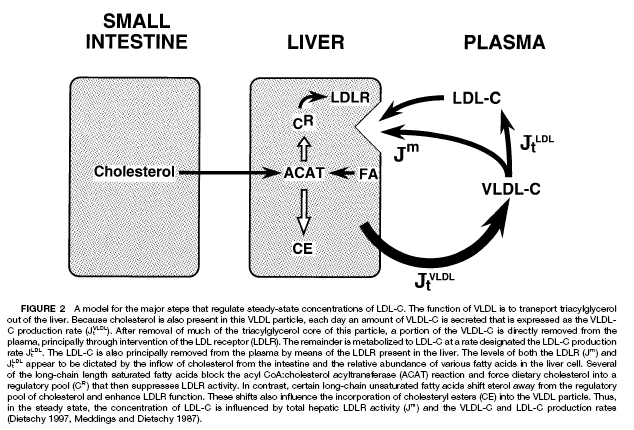 SMALL
INTESTINE
LIVER
PLASMA
LDLR
CR
Cholesterol
ACAT
FA
CE
LDL-C
Jm
JtLDL
VLDL-C
JtVLDL
FIGURE 2 A model for the major steps that regulate steady-state concentrations of LDL-C. The function of VLDL is to transport triacylglycerol
out of the liver. Because cholesterol is also present in this VLDL particle, each day an amount of VLDL-C is secreted that is expressed as the VLDL-
C production rate (JtVLDL). After removal of much of the triacylglycerol core of this particle, a portion of the VLDL-C is directly removed from the
plasma, principally through intervention of the LDL receptor (LDLR). The remainder is metabolized to LDL-C at a rate designated the LDL-C production
rate JtLDL. The LDL-C is also principally removed from the plasma by means of the LDLR present in the liver. The levels of both the LDLR (Jm) and
JtLDL appear to be dictated by the inflow of cholesterol from the intestine and the relative abundance of various fatty acids in the liver cell. Several
of the long-chain length saturated fatty acids block the acyl CoA:cholesterol acyltransferase (ACAT) reaction and force dietary cholesterol into a
regulatory pool (CR) that then suppresses LDLR activity. In contrast, certain long-chain unsaturated fatty acids shift sterol away from the regulatory
pool of cholesterol and enhance LDLR function. These shifts also influence the incorporation of cholesteryl esters (CE) into the VLDL particle. Thus,
in the steady state, the concentration of LDL-C is influenced by total hepatic LDLR activity (Jm) and the VLDL-C and LDL-C production rates
(Dietschy 1997, Meddings and Dietschy 1987).